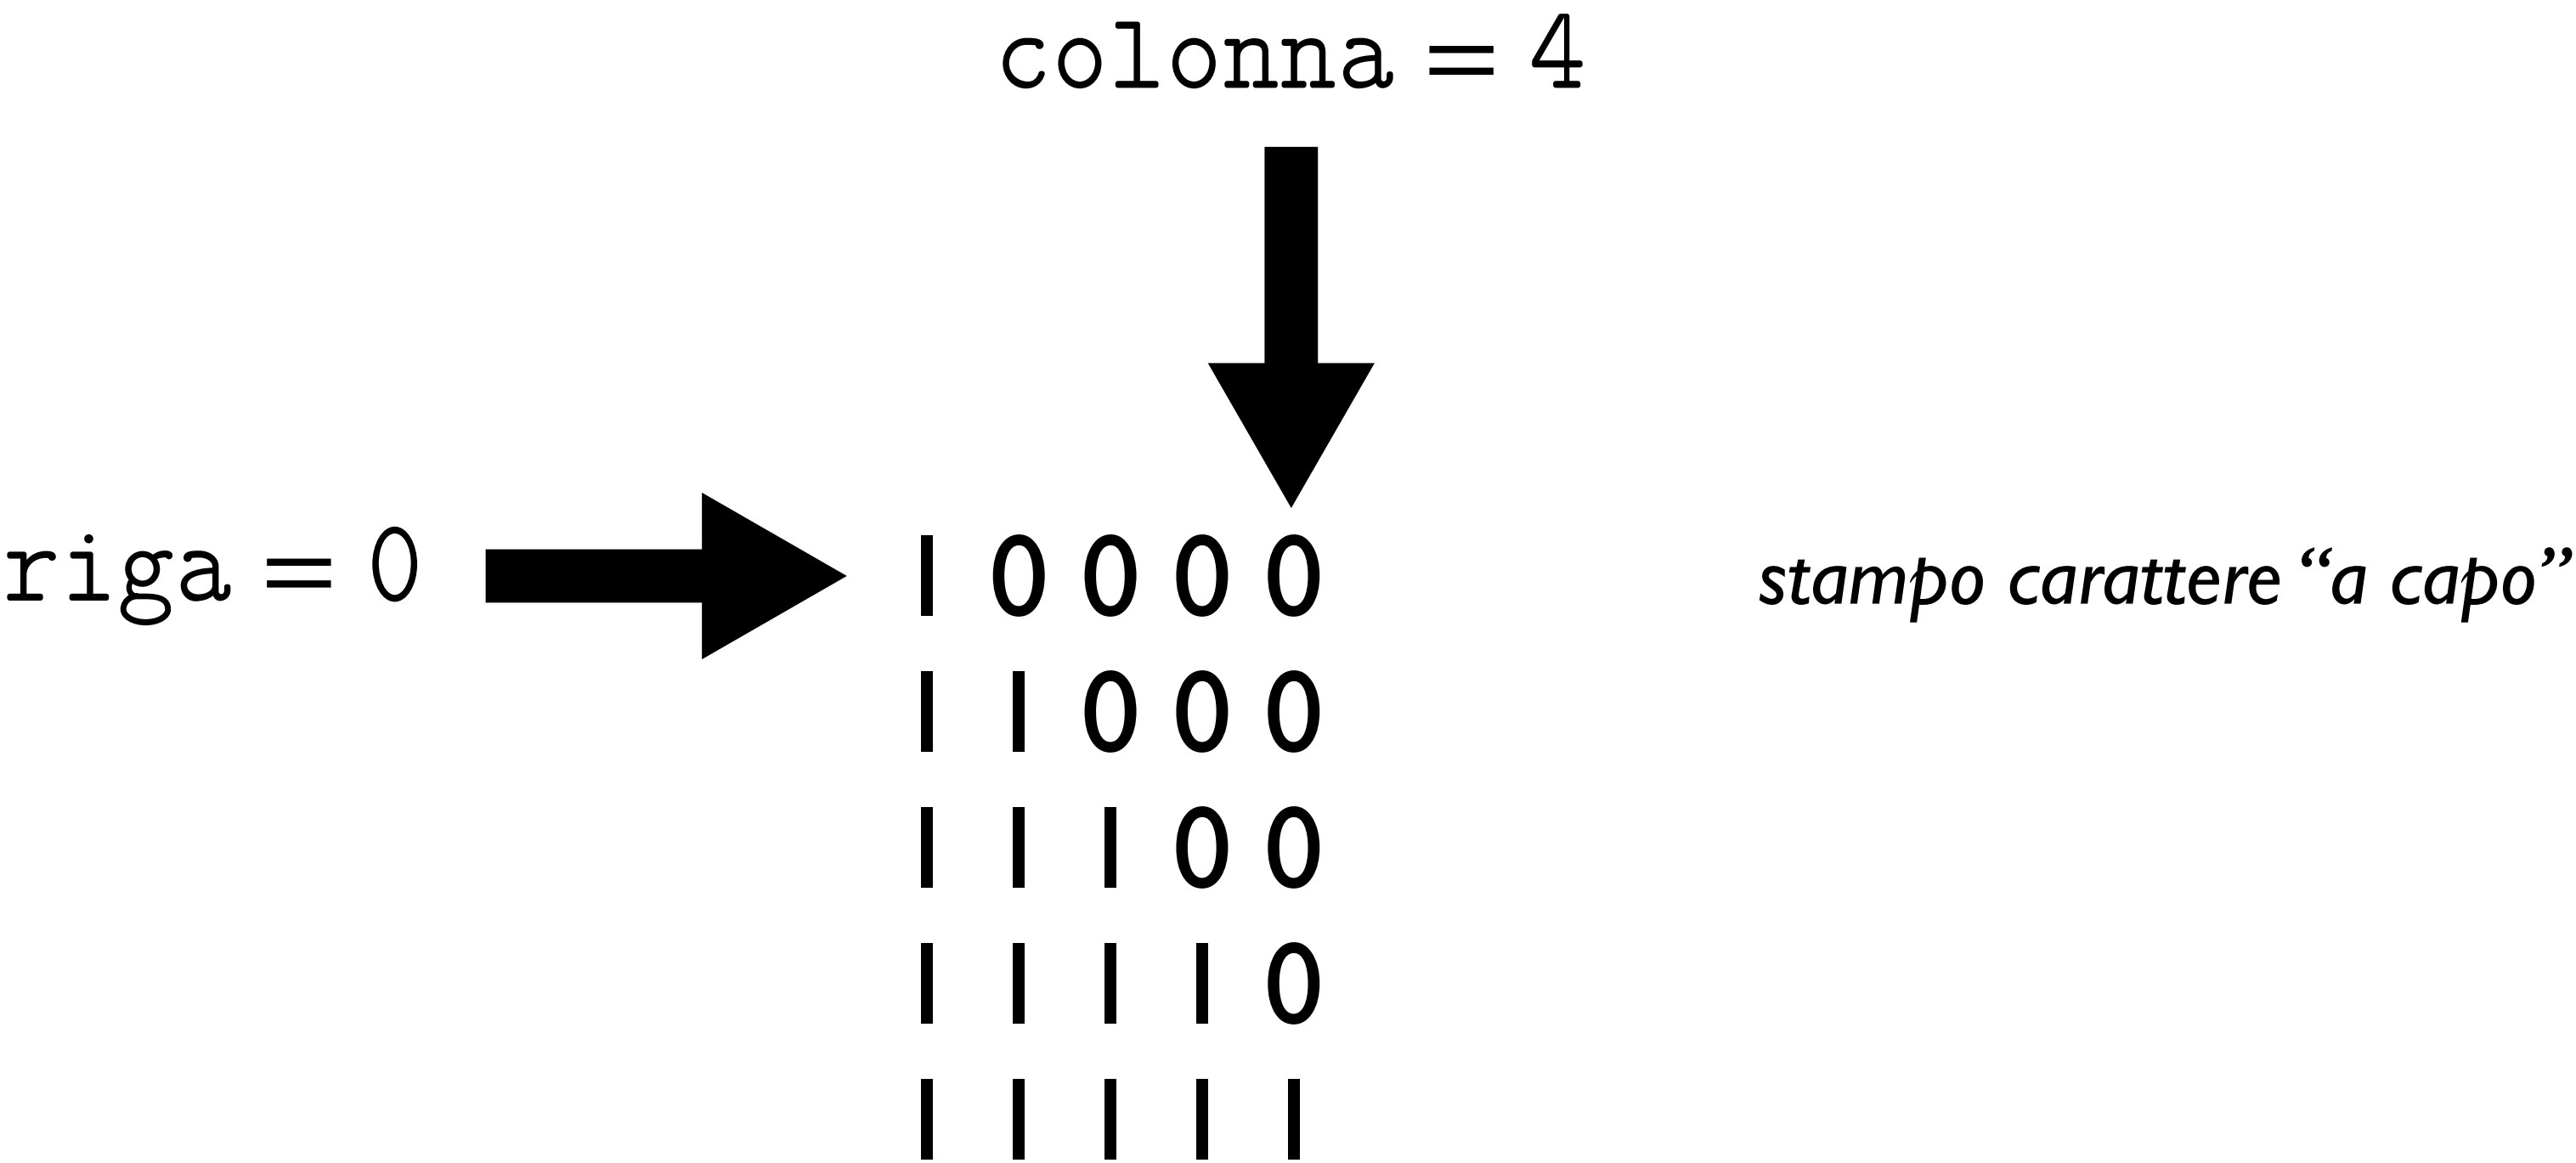 colonna = 4
riga = 0
1 0 0 0 0
stampo carattere “a capo”
1 1 0 0 0
1 1 1 0 0
1 1 1 1 0
1 1 1 1 1